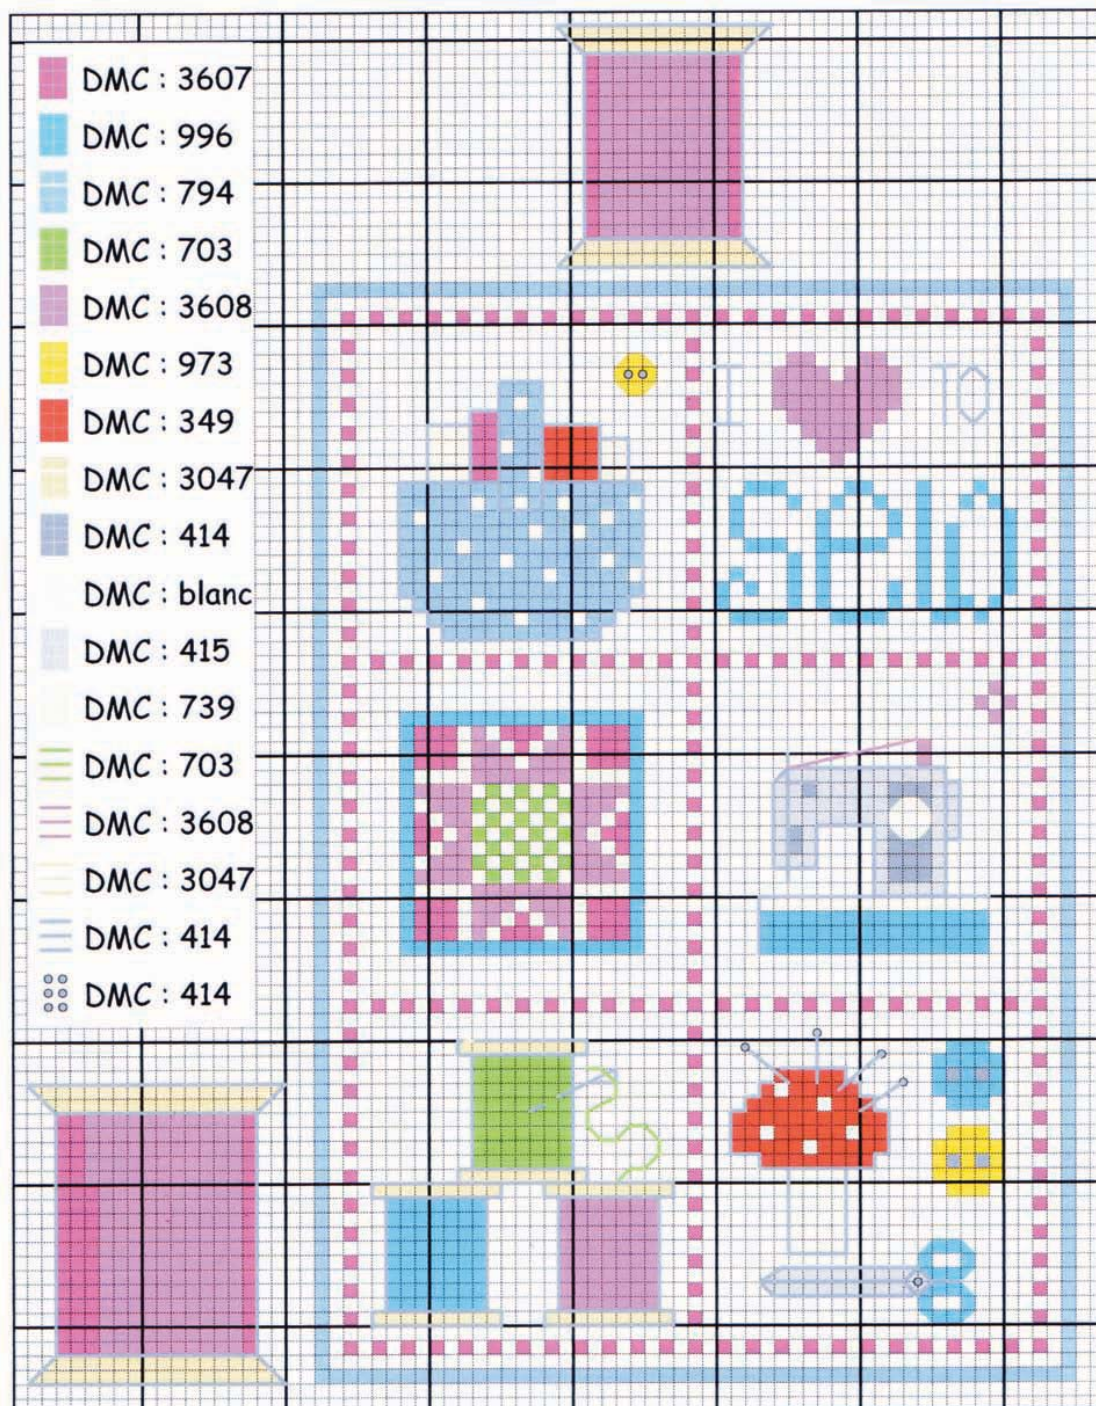 DMC : 3607
DMC : 996
DMC : 794
DMC : 703
DMC : 3608
DMC : 973
DMC : 349
DMC : 3047
DMC : 414
DMC : blanc
DMC : 415
DMC : 739
DMC : 703
DMC : 3608
DMC : 3047
DMC : 414
DMC : 414
I TO
SEW